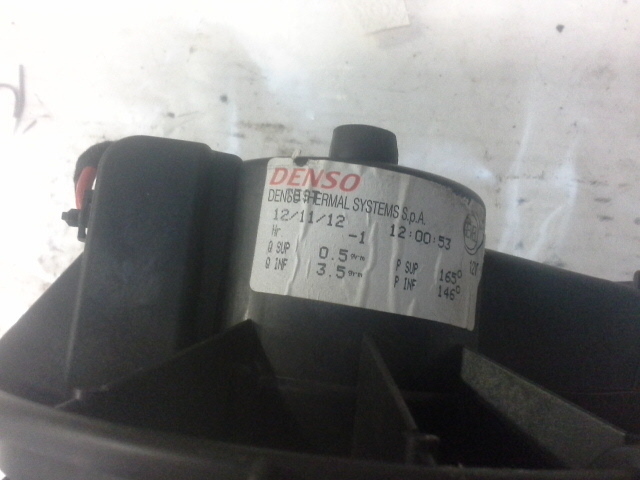 DENSO
DENSO THERMAL SYSTEMS S.p.A.
12/11/12 12:00:53
Nr -1
Q SUP 0.5 P SUP 165°
Q INF 3.5 P INF 146°